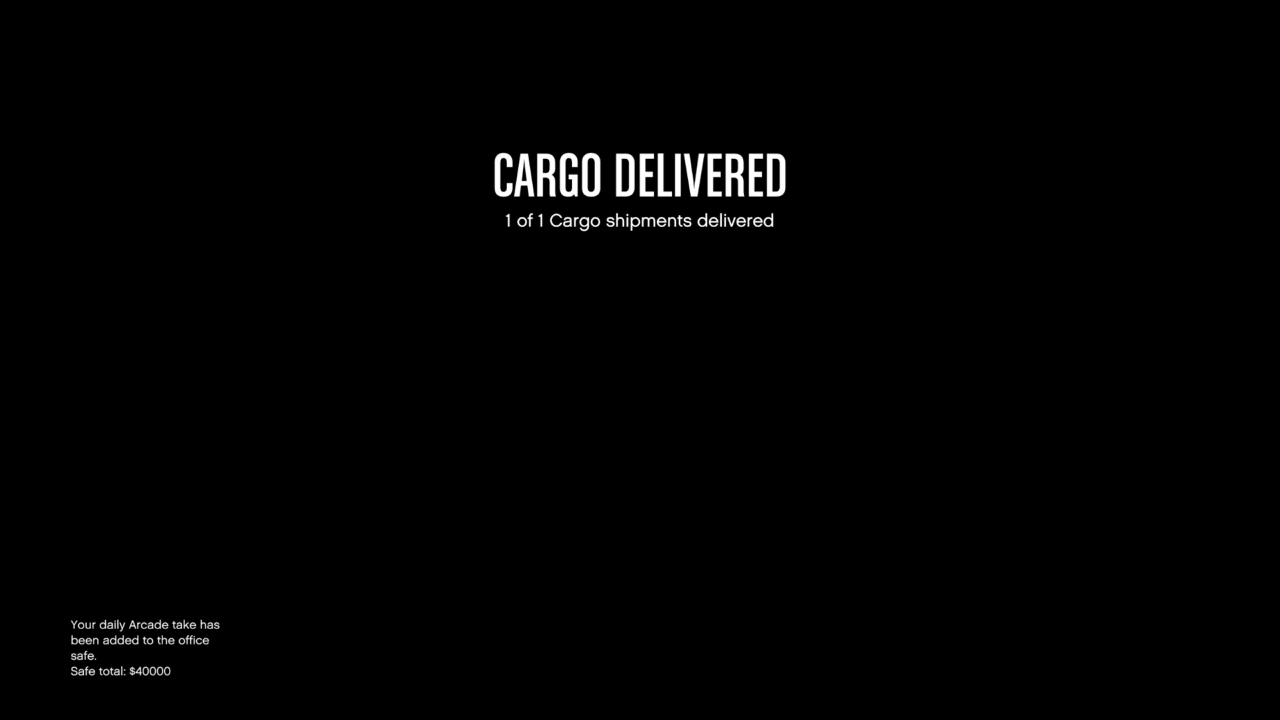 CARGO DELIVERED
1 of 1 Cargo shipments delivered
Your daily Arcade take has
been added to the office
safe.
Safe total: $40000